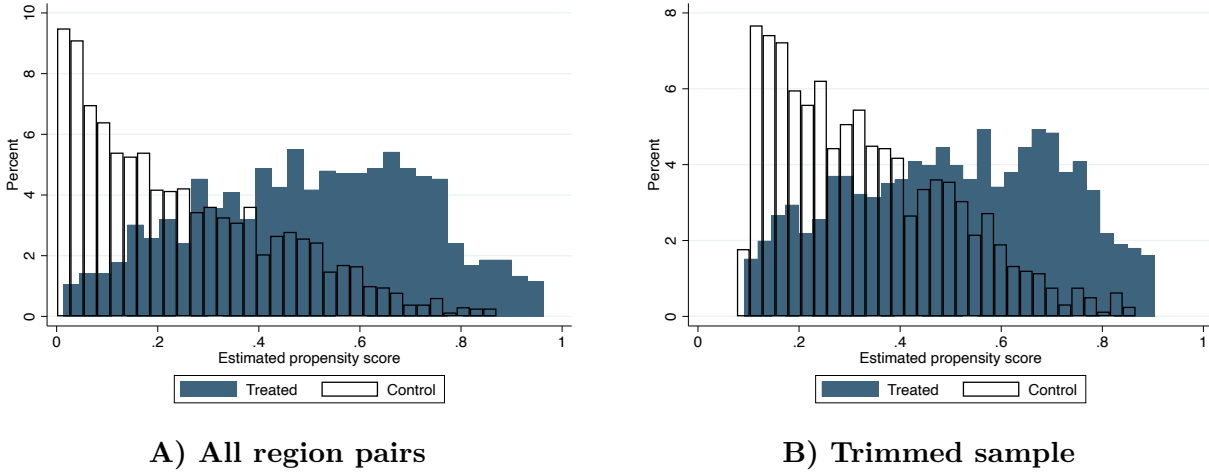 10
8
6
4
2
0
Percent
0 .2 .4 .6 .8 1
Estimated propensity score
Treated Control
A) All region pairs
8
6
4
2
0
Percent
0 .2 .4 .6 .8 1
Estimated propensity score
Treated Control
B) Trimmed sample